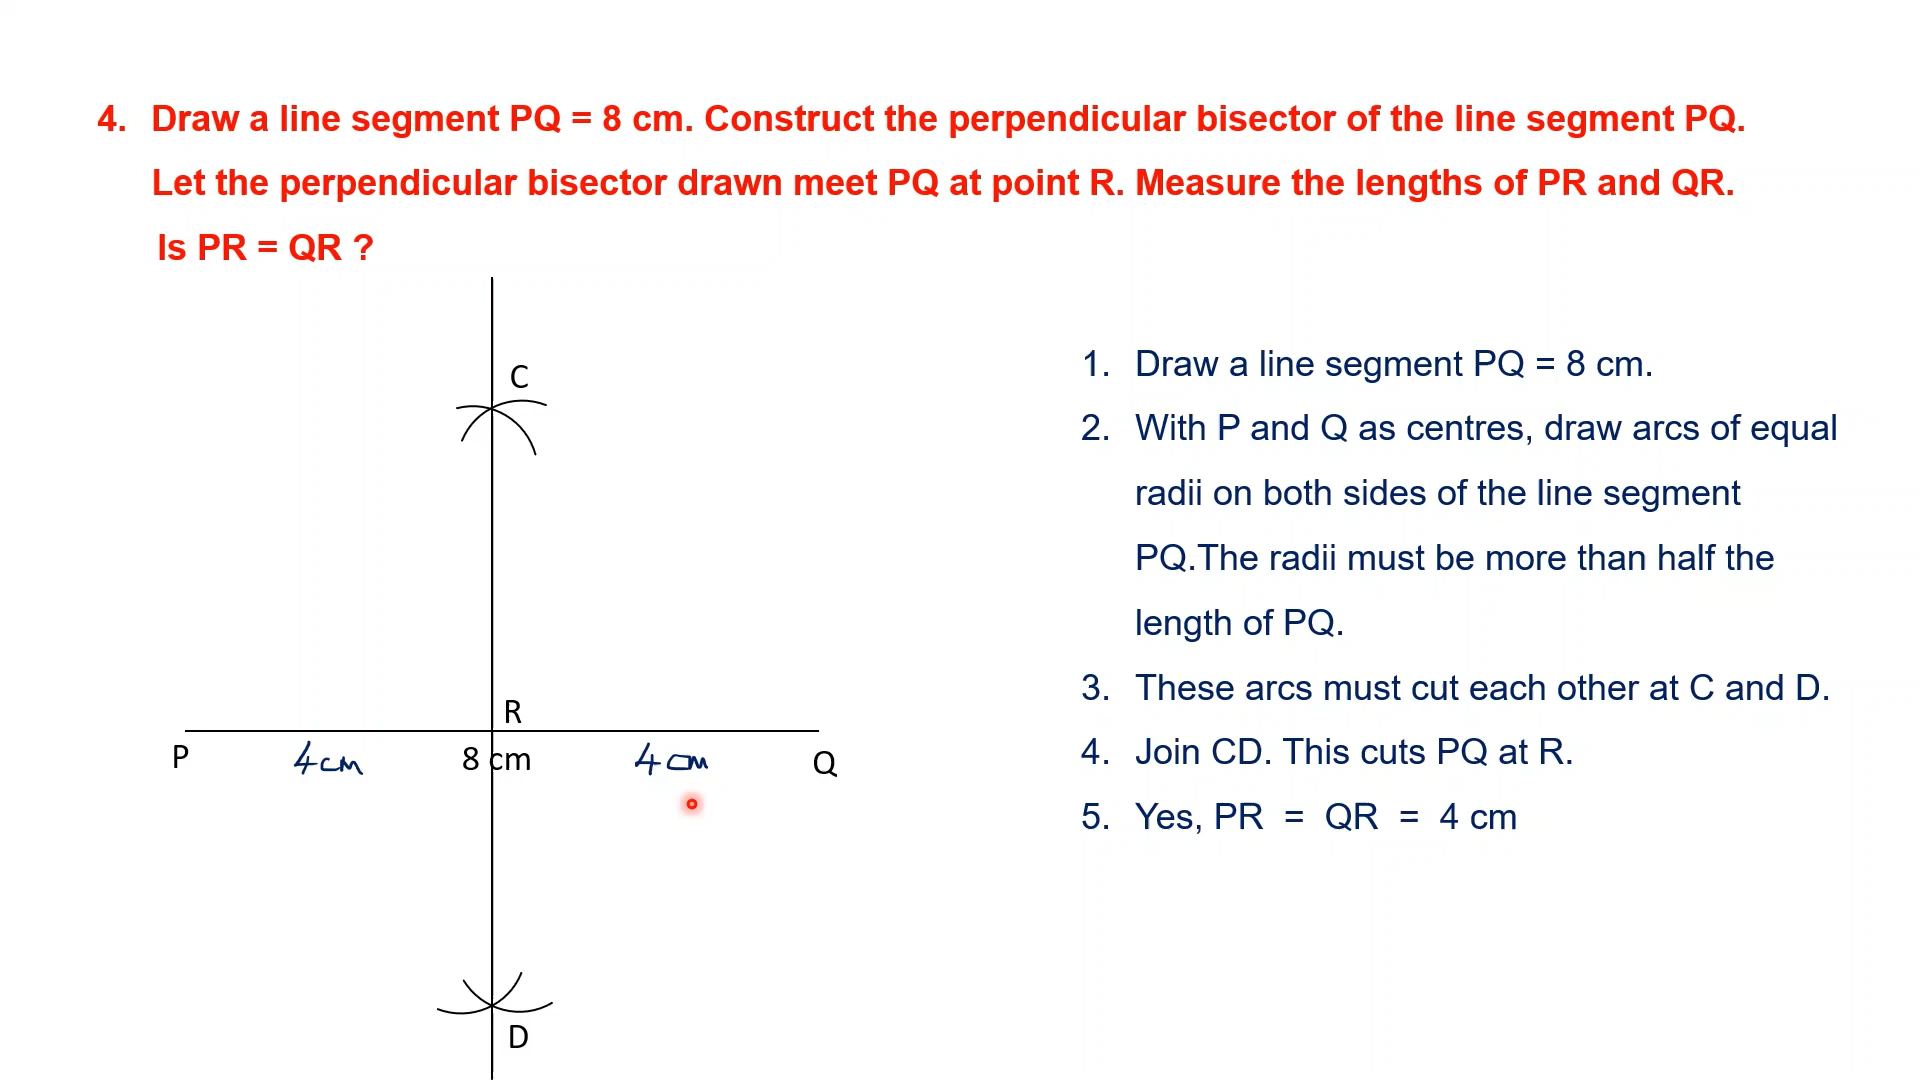 4. Draw a line segment PQ = 8 cm. Construct the perpendicular bisector of the line segment PQ.
Let the perpendicular bisector drawn meet PQ at point R. Measure the lengths of PR and QR.
Is PR = QR ?
C
R
P
4cm
8 cm
4cm
Q
D
1. Draw a line segment PQ = 8 cm.
2. With P and Q as centres, draw arcs of equal
radii on both sides of the line segment
PQ.The radii must be more than half the
length of PQ.
3. These arcs must cut each other at C and D.
4. Join CD. This cuts PQ at R.
5. Yes, PR = QR = 4 cm